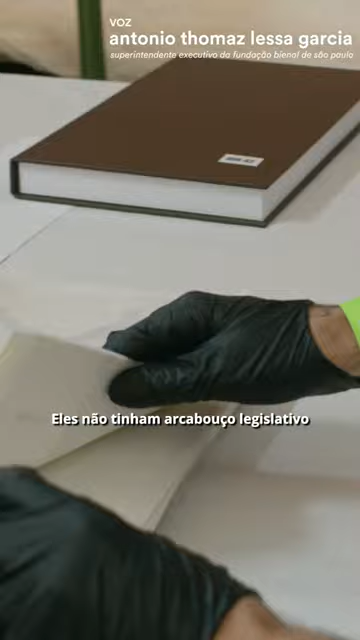 VOZ
antonio thomaz lessa garcia
superintendente executivo da fundação bienal de são paulo
Eles não tinham arcabouço legislativo